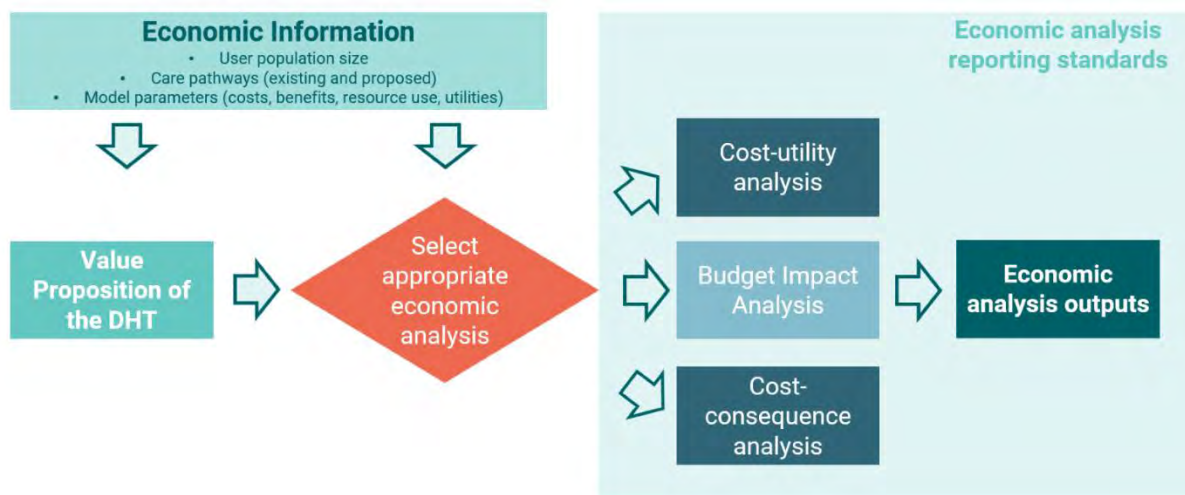 Economic Information
• User population size
• Care pathways (existing and proposed)
• Model parameters (costs, benefits, resource use, utilities)
Economic analysis
reporting standards
Value
Proposition of
the DHT
Select
appropriate
economic
analysis
Cost-utility
analysis
Budget Impact
Analysis
Cost-
consequence
analysis
Economic
analysis outputs